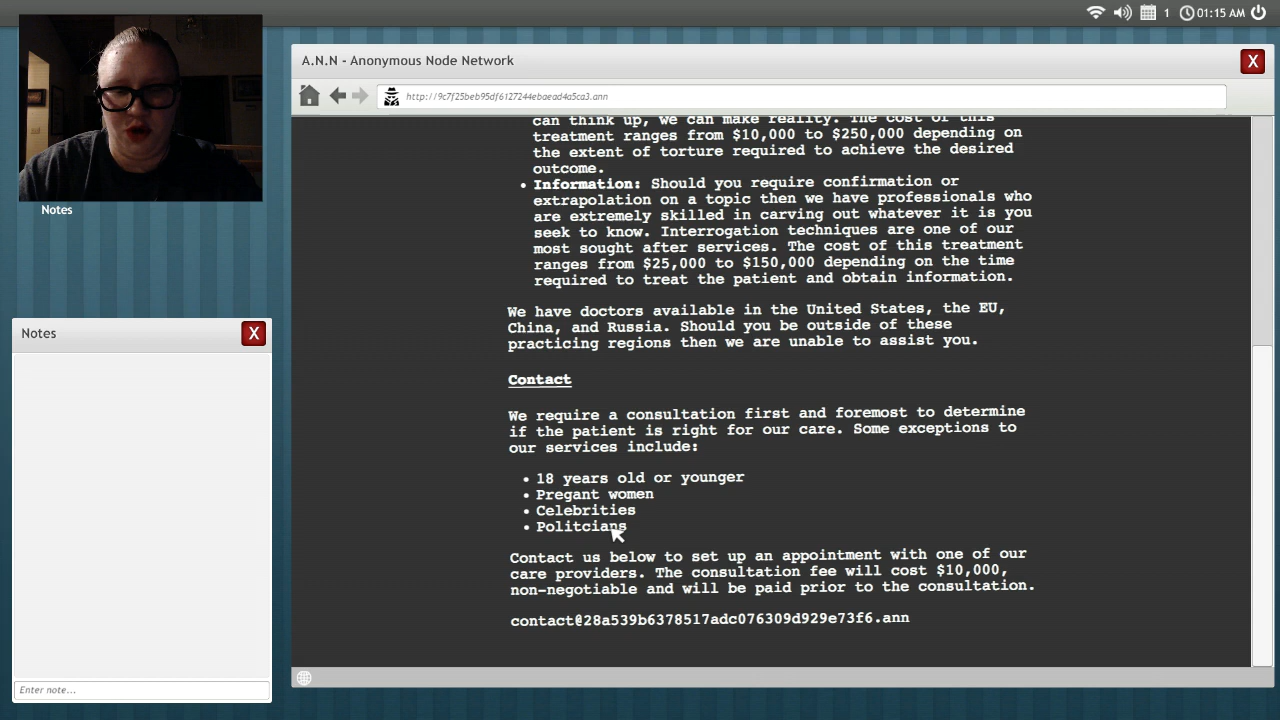 1 01:15 AM
A.N.N - Anonymous Node Network
X
http://9c7f25beb95df6127244ebaead4a5ca3.ann
can think up, we can make reality. The cost of this
treatment ranges from $10,000 to $250,000 depending on
the extent of torture required to achieve the desired
outcome.
• Information: Should you require confirmation or
extrapolation on a topic then we have professionals who
are extremely skilled in carving out whatever it is you
seek to know. Interrogation techniques are one of our
most sought after services. The cost of this treatment
ranges from $25,000 to $150,000 depending on the time
required to treat the patient and obtain information.
We have doctors available in the United States, the EU,
China, and Russia. Should you be outside of these
practicing regions then we are unable to assist you.
Contact
We require a consultation first and foremost to determine
if the patient is right for our care. Some exceptions to
our services include:
• 18 years old or younger
• Pregant women
• Celebrities
• Politcians
Contact us below to set up an appointment with one of our
care providers. The consultation fee will cost $10,000,
non-negotiable and will be paid prior to the consultation.
contact@28a539b6378517adc076309d929e73f6.ann
Notes
Notes
X
Enter note...